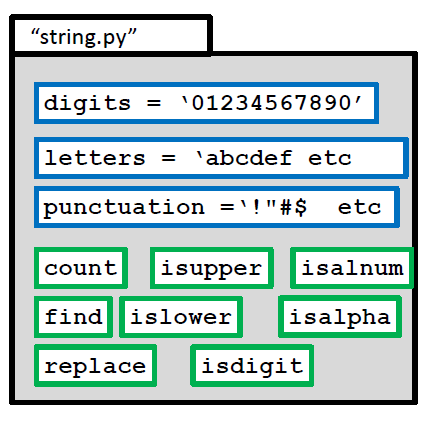 “string.py”
digits = ‘01234567890’
letters = ‘abcdef etc
punctuation =‘!"#$ etc
count isupper isalnum
find islower isalpha
replace isdigit